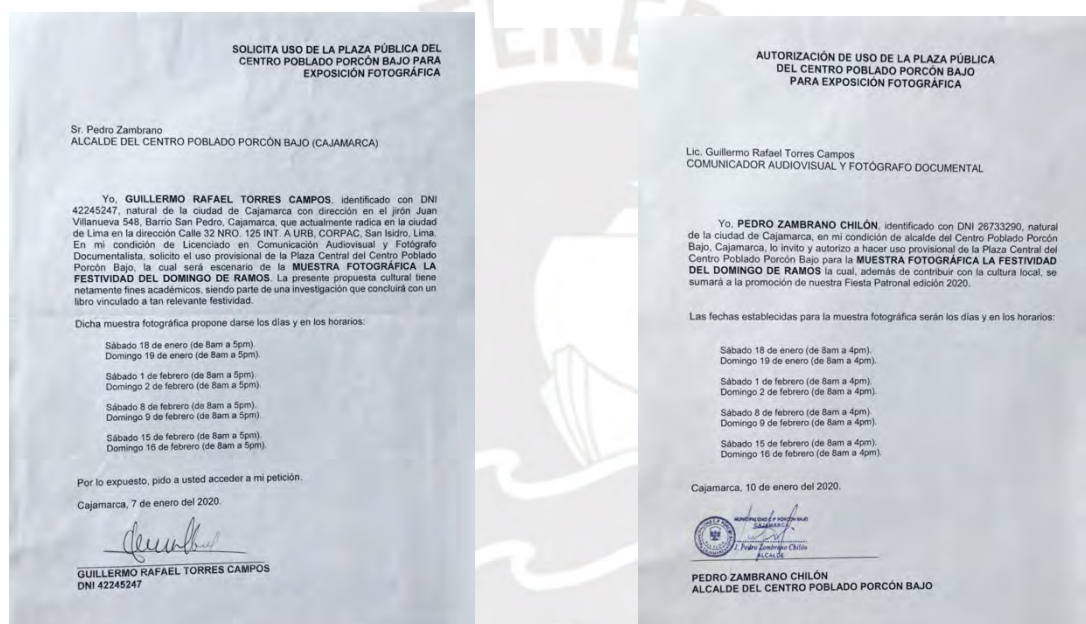 SOLICITA USO DE LA PLAZA PÚBLICA DEL
CENTRO POBLADO PORCÓN BAJO PARA
EXPOSICIÓN FOTOGRÁFICA
Sr. Pedro Zambrano
ALCALDE DEL CENTRO POBLADO PORCÓN BAJO (CAJAMARCA)
Yo, GUILLERMO RAFAEL TORRES CAMPOS, identificado con DNI
42245247, natural de la ciudad de Cajamarca con dirección en el jirón Juan
Villanueva 548, Barrio San Pedro, Cajamarca, que actualmente radica en la ciudad
de Lima en la dirección Calle 32 NRO. 125 INT. A URB, CORPAC, San Isidro, Lima.
En mi condición de Licenciado en Comunicación Audiovisual y Fotógrafo
Documentalista, solicito el uso provisional de la Plaza Central del Centro Poblado
Porcón Bajo, la cual será escenario de la MUESTRA FOTOGRÁFICA LA
FESTIVIDAD DEL DOMINGO DE RAMOS. La presente propuesta cultural tiene
netamente fines académicos, siendo parte de una investigación que concluirá con un
libro vinculado a tan relevante festividad.
Dicha muestra fotográfica propone darse los días y en los horarios:
Sábado 18 de enero (de 8am a 5pm).
Domingo 19 de enero (de 8am a 5pm).
Sábado 1 de febrero (de 8am a 5pm).
Domingo 2 de febrero (de 8am a 5pm).
Sábado 8 de febrero (de 8am a 5pm).
Domingo 9 de febrero (de 8am a 5pm).
Sábado 15 de febrero (de 8am a 5pm).
Domingo 16 de febrero (de 8am a 5pm).
Por lo expuesto, pido a usted acceder a mi petición.
Cajamarca, 7 de enero del 2020.
GUILLERMO RAFAEL TORRES CAMPOS
DNI 42245247
AUTORIZACIÓN DE USO DE LA PLAZA PÚBLICA
DEL CENTRO POBLADO PORCÓN BAJO
PARA EXPOSICIÓN FOTOGRÁFICA
Lic. Guillermo Rafael Torres Campos
COMUNICADOR AUDIOVISUAL Y FOTÓGRAFO DOCUMENTAL
Yo, PEDRO ZAMBRANO CHILÓN, identificado con DNI 26733290, natural
de la ciudad de Cajamarca, en mi condición de alcalde del Centro Poblado Porcón
Bajo, Cajamarca, lo invito y autorizo a hacer uso provisional de la Plaza Central del
Centro Poblado Porcón Bajo para la MUESTRA FOTOGRÁFICA LA FESTIVIDAD
DEL DOMINGO DE RAMOS la cual, además de contribuir con la cultura local, se
sumará a la promoción de nuestra Fiesta Patronal edición 2020.
Las fechas establecidas para la muestra fotográfica serán los días y en los horarios:
Sábado 18 de enero (de 8am a 4pm).
Domingo 19 de enero (de 8am a 4pm).
Sábado 1 de febrero (de 8am a 4pm).
Domingo 2 de febrero (de 8am a 4pm).
Sábado 8 de febrero (de 8am a 4pm).
Domingo 9 de febrero (de 8am a 4pm).
Sábado 15 de febrero (de 8am a 4pm).
Domingo 16 de febrero (de 8am a 4pm).
Cajamarca, 10 de enero del 2020.
MUNICIPALIDAD C.P PORCÓN BAJO
CAJAMARCA
J. Pedro Zambrano Chilón
ALCALDE
PEDRO ZAMBRANO CHILÓN
ALCALDE DEL CENTRO POBLADO PORCÓN BAJO